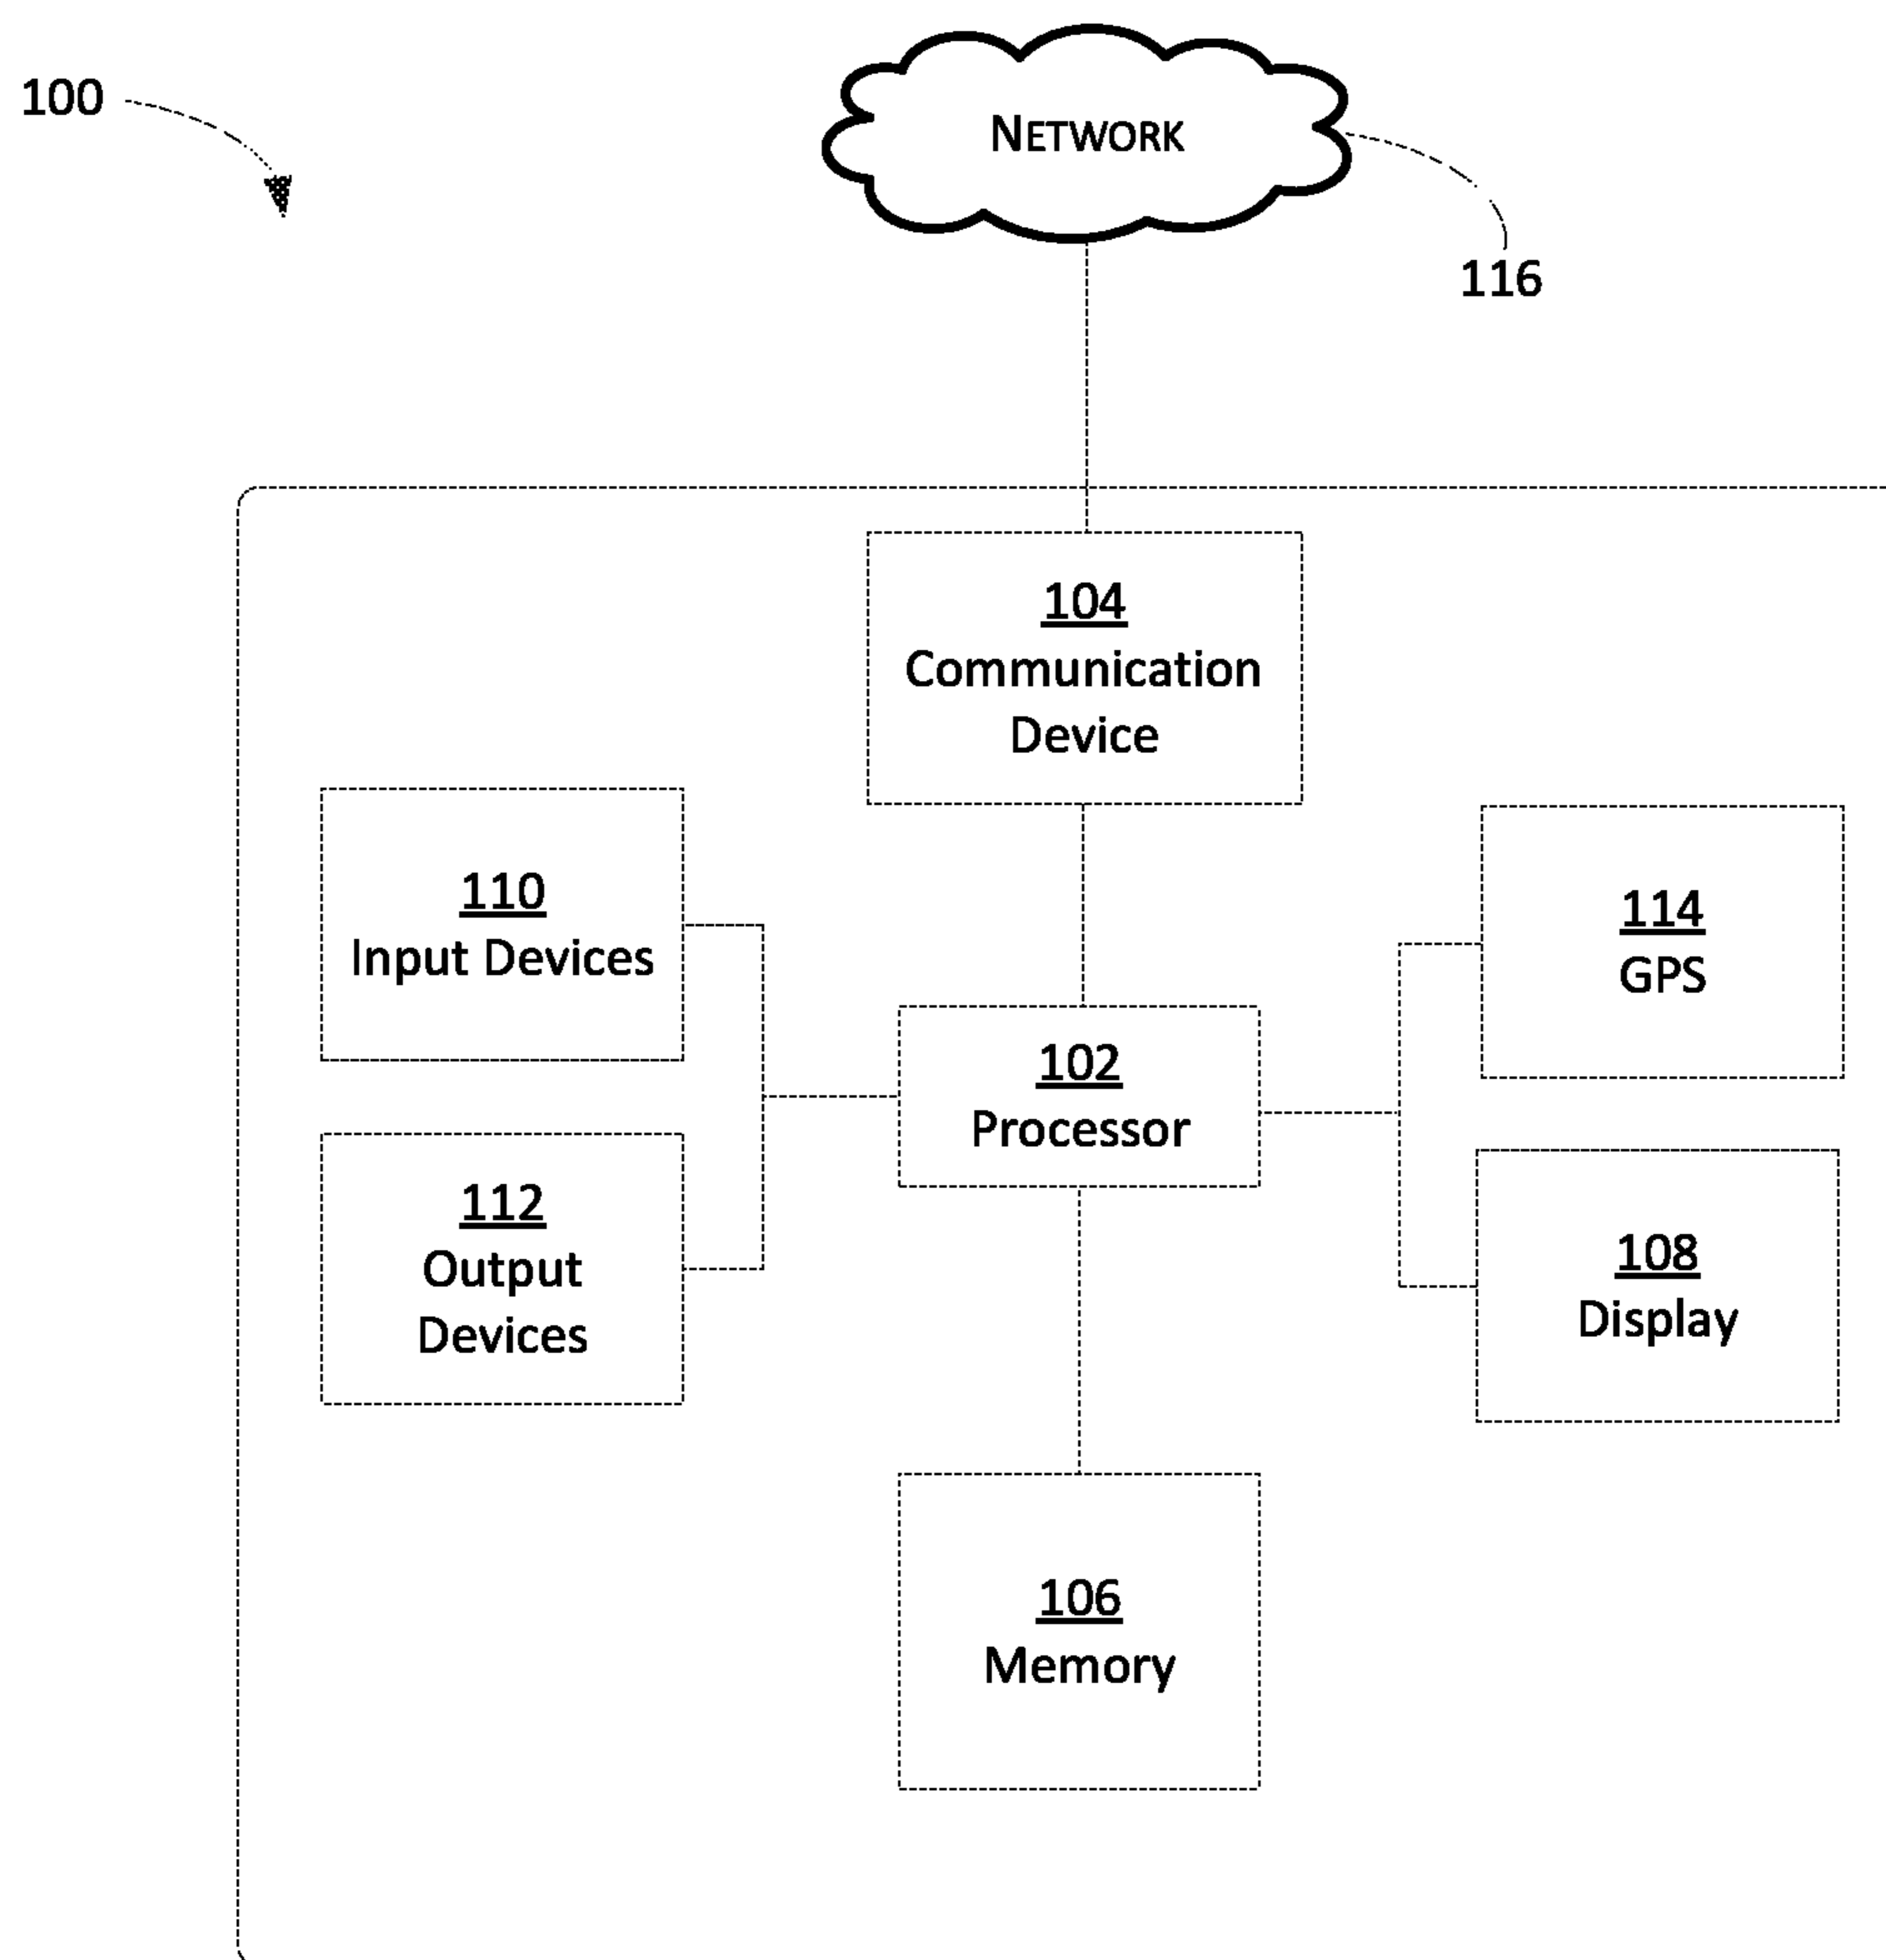 100
NETWORK
116
104
Communication
Device
110
Input Devices
114
GPS
102
Processor
112
Output
Devices
108
Display
106
Memory